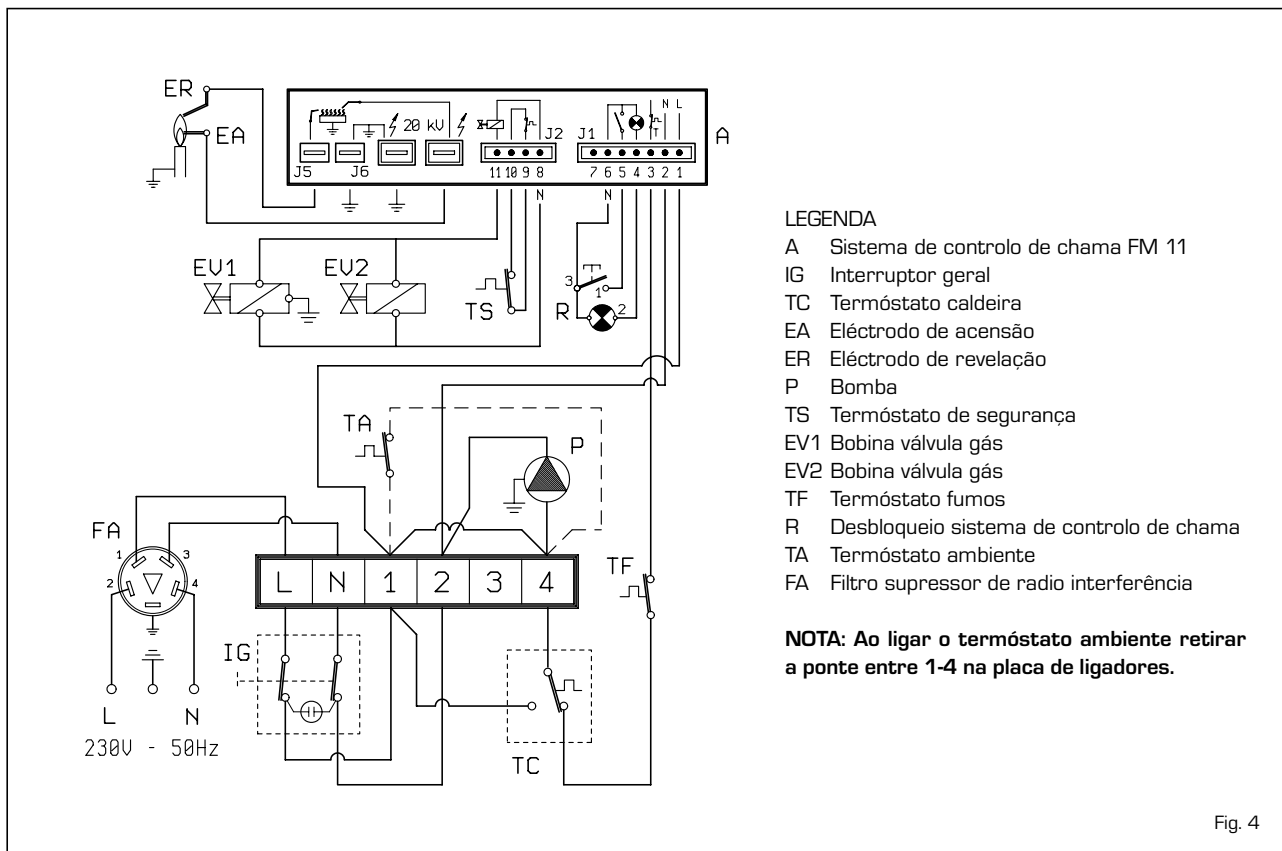 ER
EA
20 kV
J2
J1
N L
T
A
J5
J6
11 10 9 8
7 6 5 4 3 2 1
N
N
EV1
EV2
TS
3
1
R
2
TA
P
FA
1
3
2
4
L N 1 2 3 4
TF
IG
TC
L
N
230V - 50Hz
LEGENDA
A Sistema de controlo de chama FM 11
IG Interruptor geral
TC Termóstato caldeira
EA Eléctrodo de acensão
ER Eléctrodo de revelação
P Bomba
TS Termóstato de segurança
EV1 Bobina válvula gás
EV2 Bobina válvula gás
TF Termóstato fumos
R Desbloqueio sistema de controlo de chama
TA Termóstato ambiente
FA Filtro supressor de radio interferência
NOTA: Ao ligar o termóstato ambiente retirar
a ponte entre 1-4 na placa de ligadores.
Fig. 4